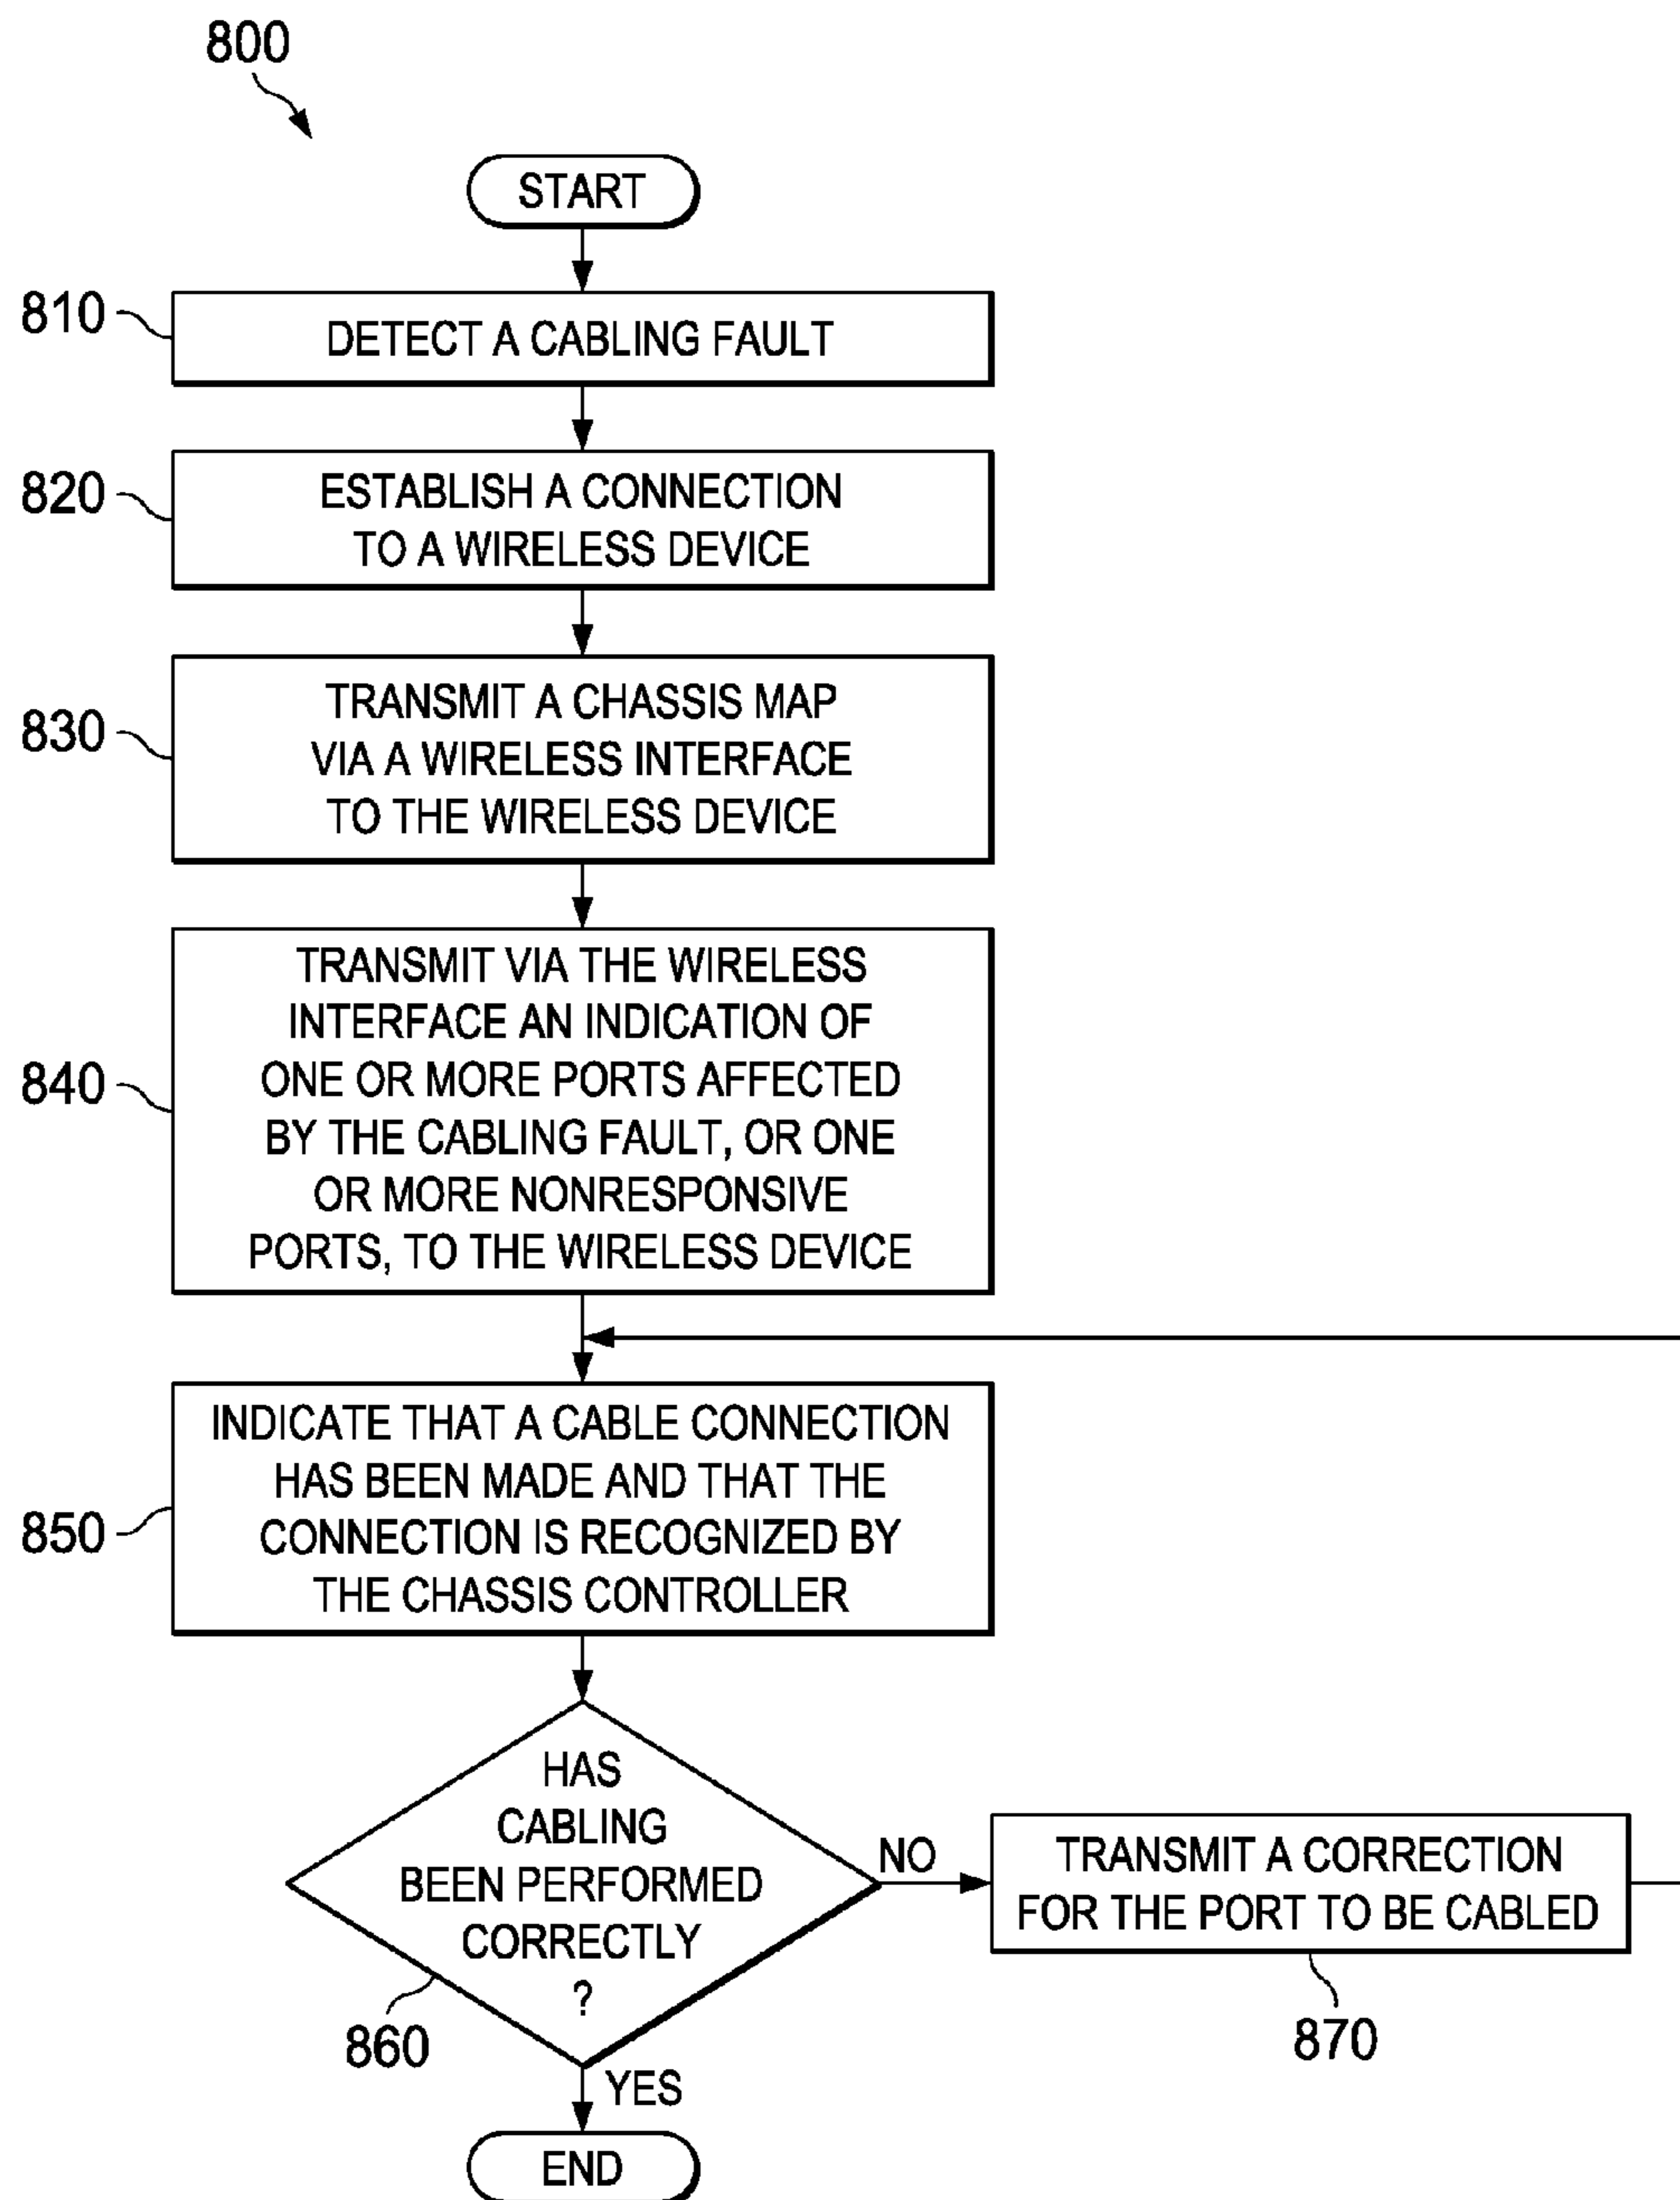 800
START
810
DETECT A CABLING FAULT
820
ESTABLISH A CONNECTION
TO A WIRELESS DEVICE
830
TRANSMIT A CHASSIS MAP
VIA A WIRELESS INTERFACE
TO THE WIRELESS DEVICE
840
TRANSMIT VIA THE WIRELESS
INTERFACE AN INDICATION OF
ONE OR MORE PORTS AFFECTED
BY THE CABLING FAULT, OR ONE
OR MORE NONRESPONSIVE
PORTS, TO THE WIRELESS DEVICE
850
INDICATE THAT A CABLE CONNECTION
HAS BEEN MADE AND THAT THE
CONNECTION IS RECOGNIZED BY
THE CHASSIS CONTROLLER
860
HAS
CABLING
BEEN PERFORMED
CORRECTLY
?
NO
TRANSMIT A CORRECTION
FOR THE PORT TO BE CABLED
870
YES
END